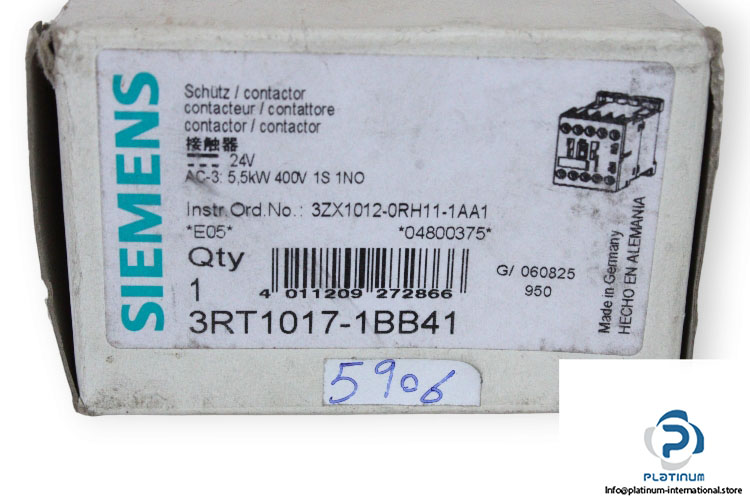 SIEMENS
Schütz / contactor
contacteur / contattore
contactor / contactor
接触器
24V
AC-3: 5,5kW 400V 1S 1NO
Instr.Ord.No.: 3ZX1012-0RH11-1AA1
*E05* *04800375*
Qty
1
4 011209 272866
G/ 060825
950
3RT1017-1BB41
Made in Germany
HECHO EN ALEMANIA
5906
PLATINUM
Info@platinum-international.store